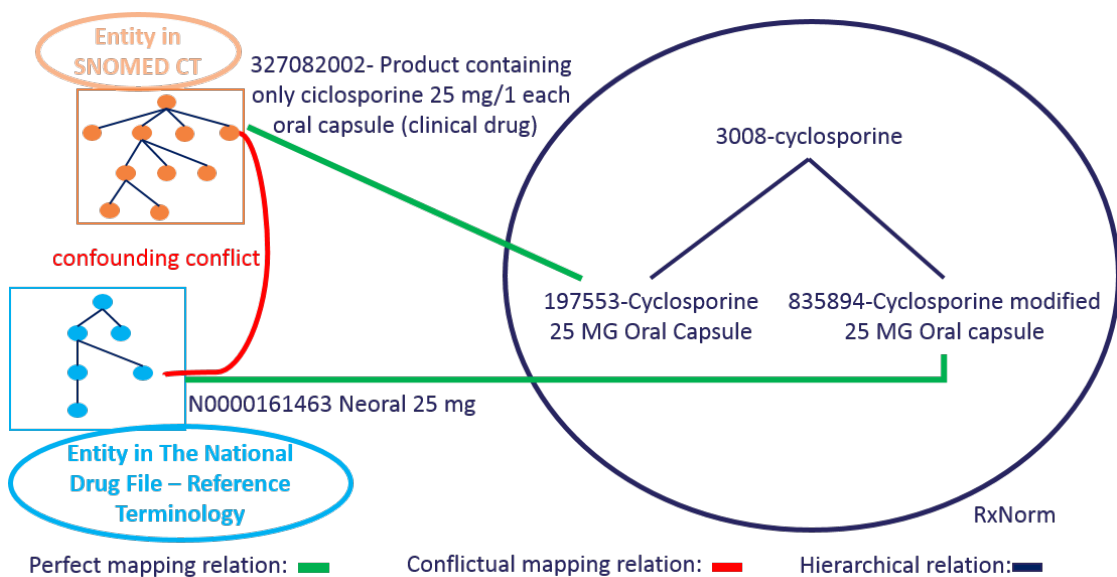 Entity in
SNOMED CT
327082002- Product containing
only ciclosporine 25 mg/1 each
oral capsule (clinical drug)
3008-cyclosporine
confounding conflict
197553-Cyclosporine
25 MG Oral Capsule
835894-Cyclosporine modified
25 MG Oral capsule
N0000161463 Neoral 25 mg
Entity in The National
Drug File – Reference
Terminology
RxNorm
Perfect mapping relation:
Conflictual mapping relation:
Hierarchical relation: